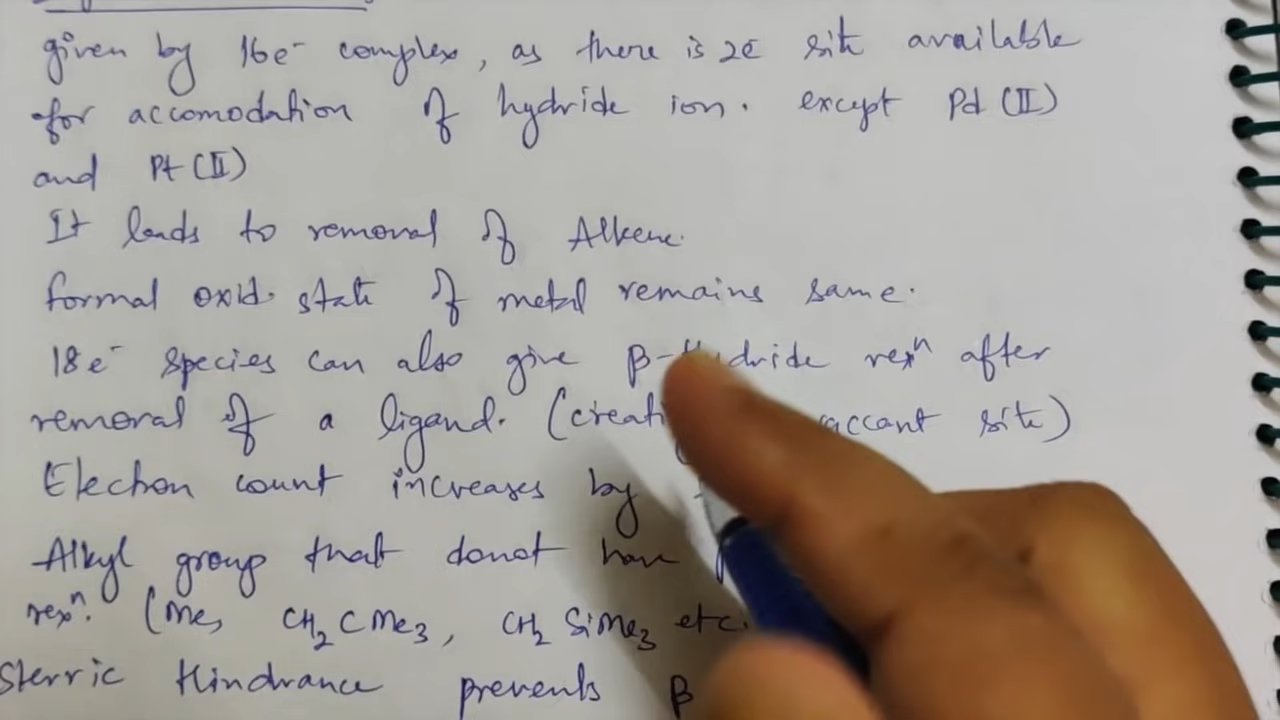 given by 16e⁻ complex, as there is 2e⁻ site available
for accomodation of hydride ion. except Pd (II)
and Pt (II)
It leads to removal of Alkene.
formal oxid. state of metal remains same.
18e⁻ species can also give β-Hydride rexⁿ after
removal of a ligand. (creati accant site)
Electron count increases by
Alkyl group that donot have
rexⁿ. (Me, CH₂CMe₃, CH₂SiMe₃ etc.
Sterric Hindrance prevents β